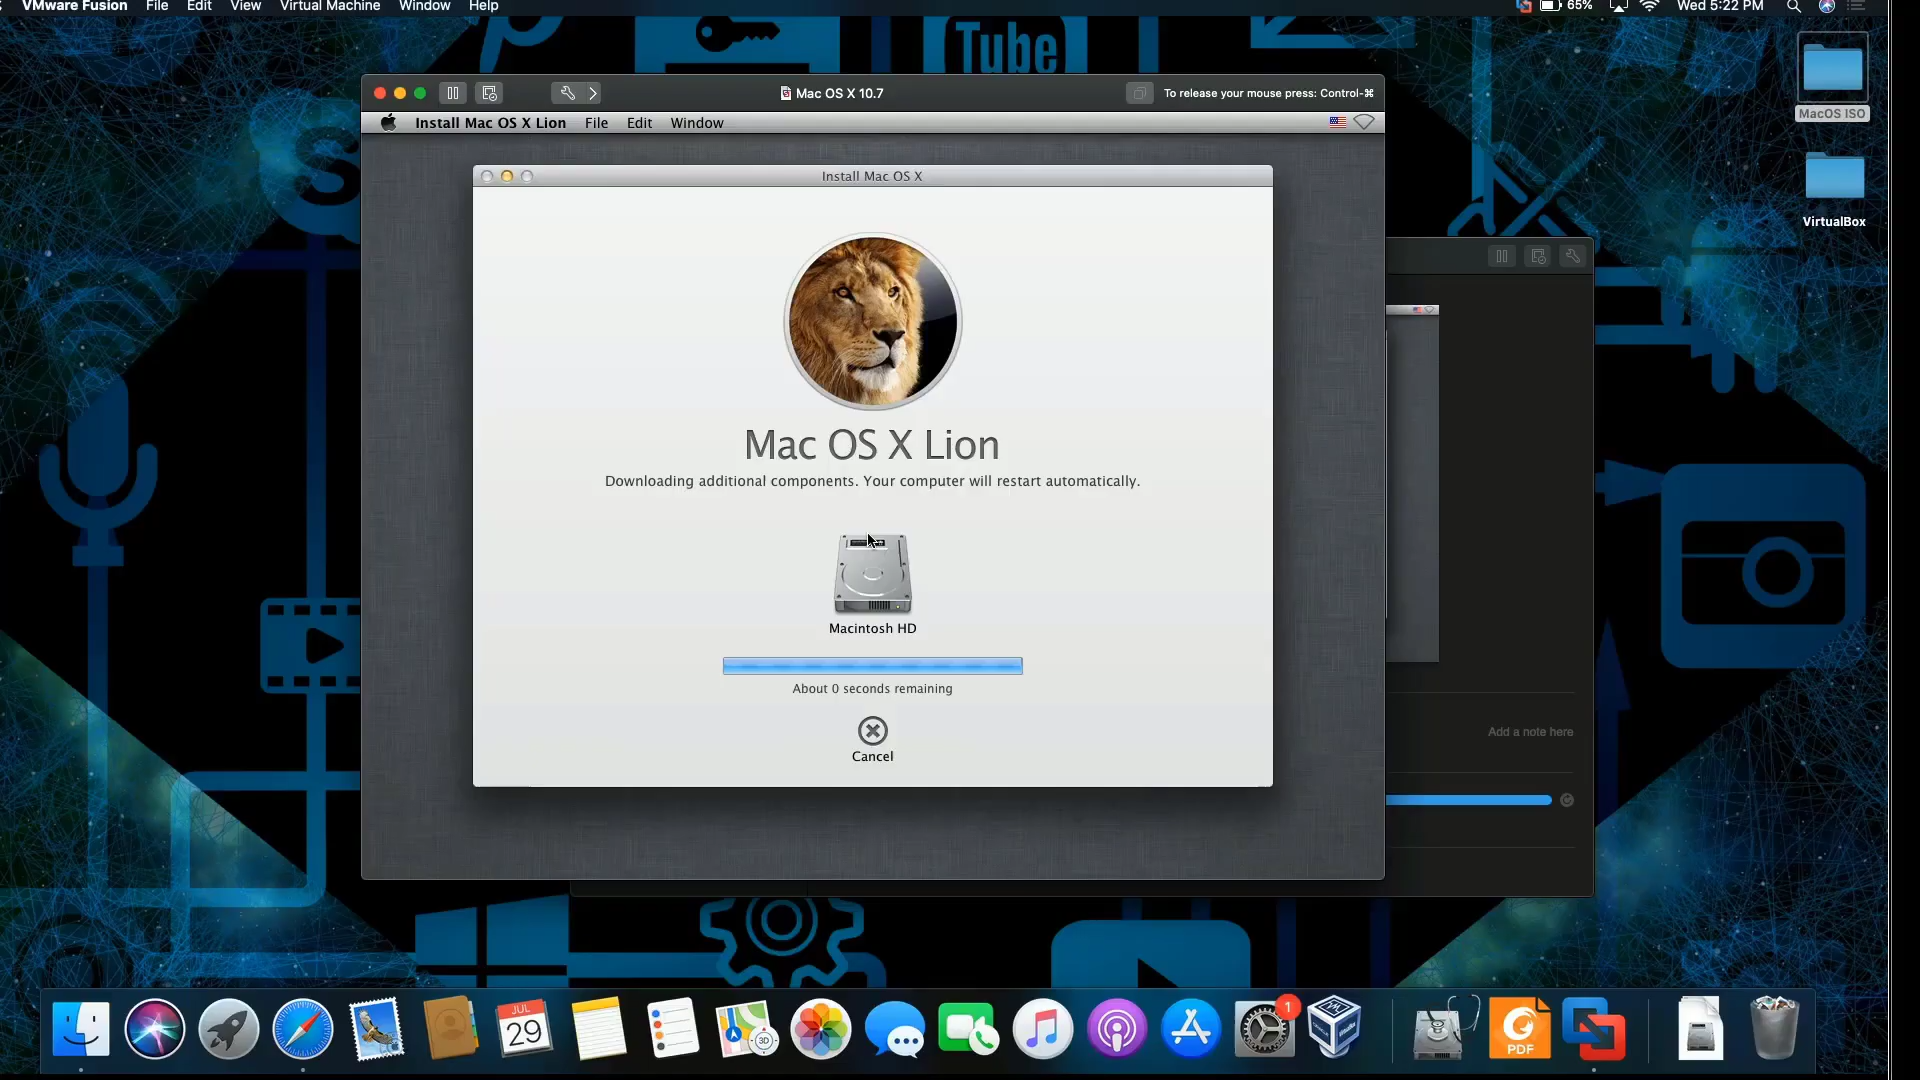 VMware Fusion File Edit View Virtual Machine Window Help
65% Wed 5:22 PM
Tube
Mac OS X 10.7
To release your mouse press: Control-⌘
MacOS ISO
Install Mac OS X Lion File Edit Window
Install Mac OS X
VirtualBox
Mac OS X Lion
Downloading additional components. Your computer will restart automatically.
Macintosh HD
About 0 seconds remaining
Add a note here
Cancel
JUL
29
3D
1
PDF